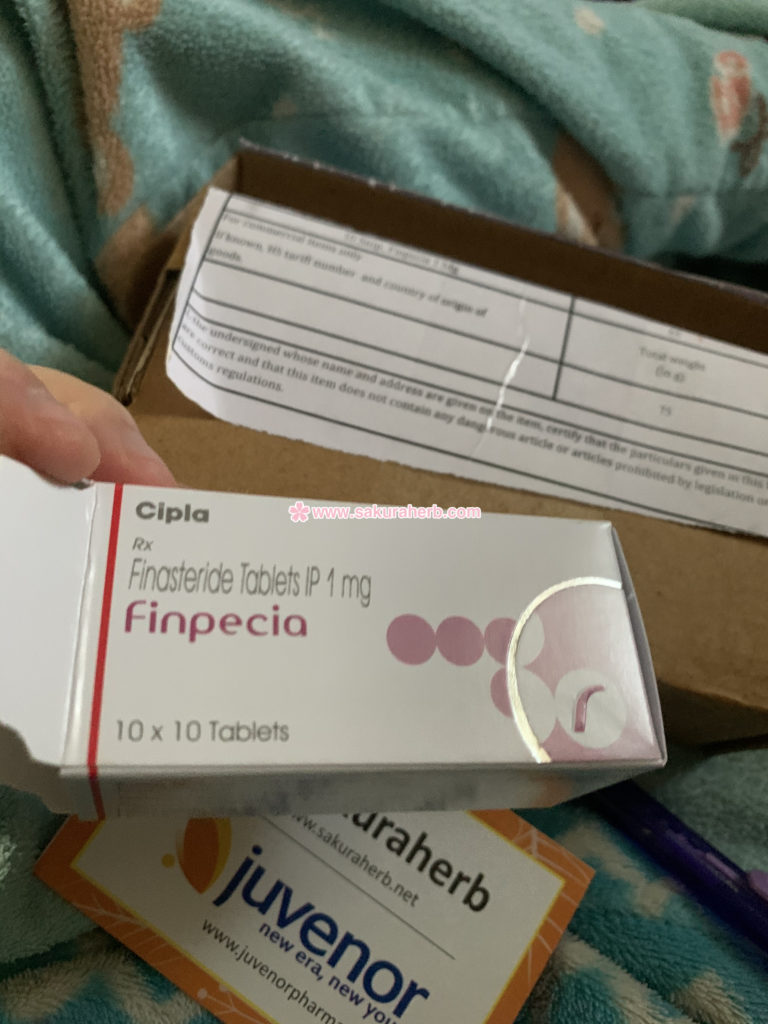 For commercial items only
If known, HS tariff number and country of origin of
goods.
Total weight
(in g)
75
I, the undersigned whose name and address are given on the item, certify that the particulars given in this
are correct and that this item does not contain any dangerous article or articles prohibited by legislation or
customs regulations.
Cipla
www.sakuraherb.com
Rx
Finasteride Tablets IP 1 mg
Finpecia
10 x 10 Tablets
uraherb
www.sakuraherb.net
juvenor
new era, new you
www.juvenorpharma